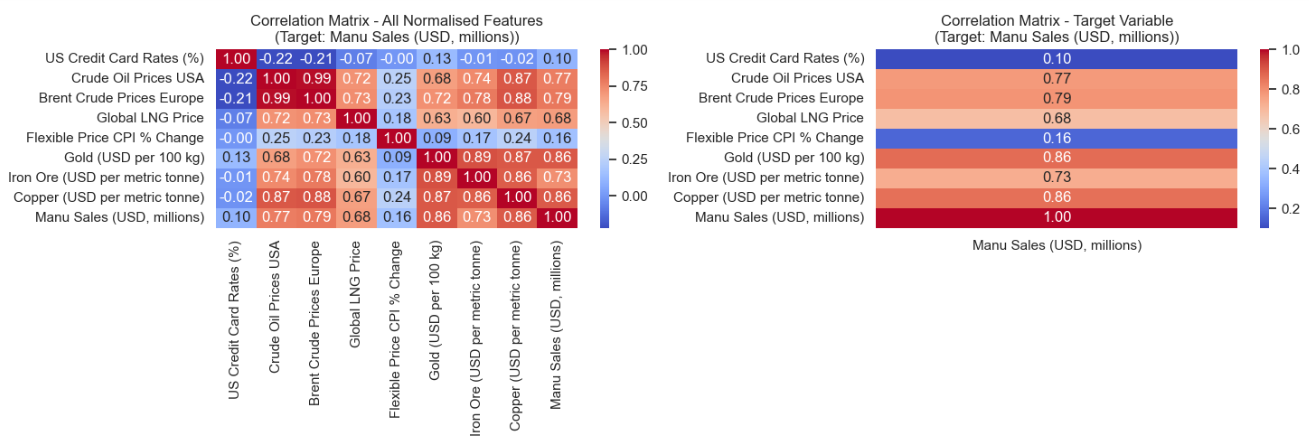 Correlation Matrix - All Normalised Features
(Target: Manu Sales (USD, millions))
US Credit Card Rates (%) 1.00 -0.22 -0.21 -0.07 -0.00 0.13 -0.01 -0.02 0.10
Crude Oil Prices USA -0.22 1.00 0.99 0.72 0.25 0.68 0.74 0.87 0.77
Brent Crude Prices Europe -0.21 0.99 1.00 0.73 0.23 0.72 0.78 0.88 0.79
Global LNG Price -0.07 0.72 0.73 1.00 0.18 0.63 0.60 0.67 0.68
Flexible Price CPI % Change -0.00 0.25 0.23 0.18 1.00 0.09 0.17 0.24 0.16
Gold (USD per 100 kg) 0.13 0.68 0.72 0.63 0.09 1.00 0.89 0.87 0.86
Iron Ore (USD per metric tonne) -0.01 0.74 0.78 0.60 0.17 0.89 1.00 0.86 0.73
Copper (USD per metric tonne) -0.02 0.87 0.88 0.67 0.24 0.87 0.86 1.00 0.86
Manu Sales (USD, millions) 0.10 0.77 0.79 0.68 0.16 0.86 0.73 0.86 1.00
US Credit Card Rates (%)
Crude Oil Prices USA
Brent Crude Prices Europe
Global LNG Price
Flexible Price CPI % Change
Gold (USD per 100 kg)
Iron Ore (USD per metric tonne)
Copper (USD per metric tonne)
Manu Sales (USD, millions)
1.00
0.75
0.50
0.25
0.00
Correlation Matrix - Target Variable
(Target: Manu Sales (USD, millions))
US Credit Card Rates (%) 0.10
Crude Oil Prices USA 0.77
Brent Crude Prices Europe 0.79
Global LNG Price 0.68
Flexible Price CPI % Change 0.16
Gold (USD per 100 kg) 0.86
Iron Ore (USD per metric tonne) 0.73
Copper (USD per metric tonne) 0.86
Manu Sales (USD, millions) 1.00
Manu Sales (USD, millions)
1.0
0.8
0.6
0.4
0.2